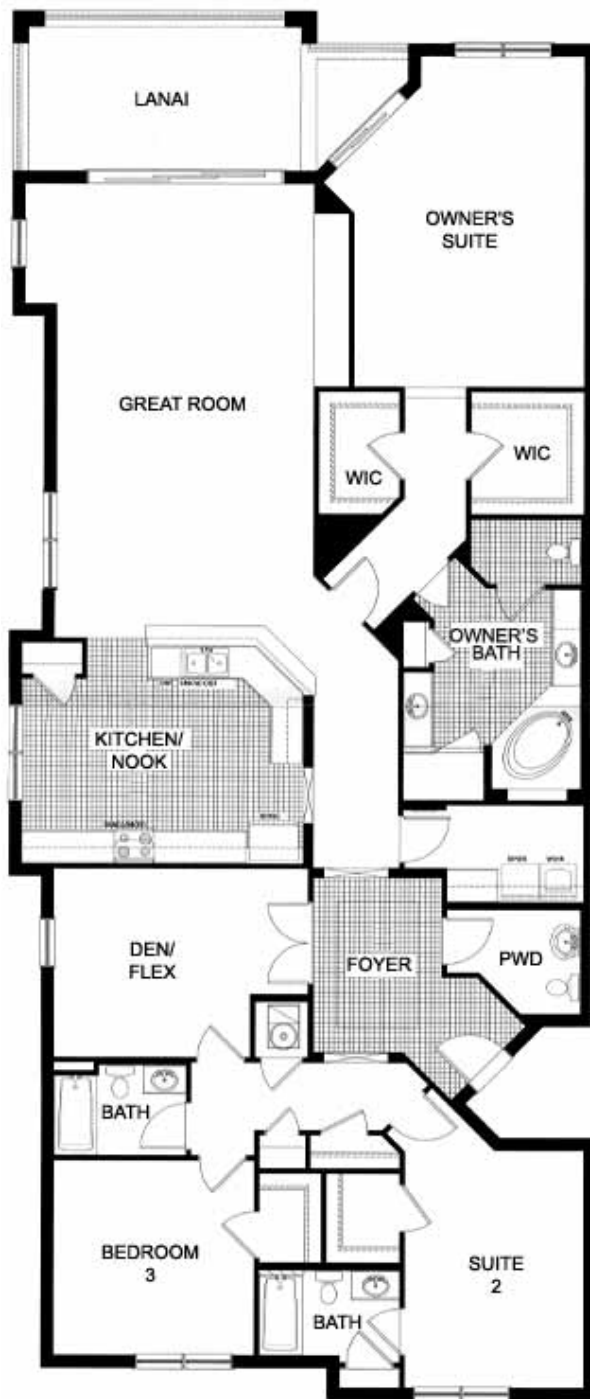 LANAI
OWNER'S
SUITE
GREAT ROOM
WIC
WIC
OWNER'S
BATH
KITCHEN/
NOOK
DEN/
FLEX
FOYER
PWD
BATH
BEDROOM
3
SUITE
2
BATH